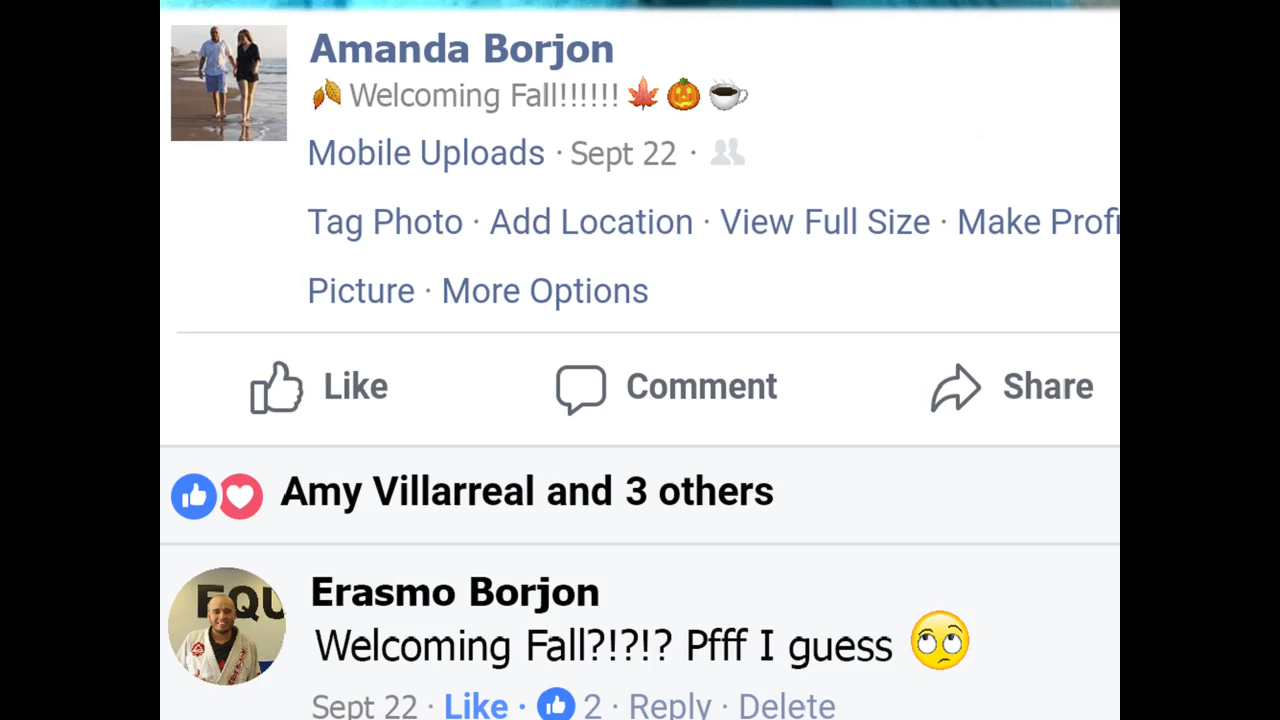 Amanda Borjon
🍂 Welcoming Fall!!!!!! 🍁 🎃 ☕
Mobile Uploads · Sept 22 ·
Tag Photo · Add Location · View Full Size · Make Profi
Picture · More Options
Like Comment Share
Amy Villarreal and 3 others
EQU
Erasmo Borjon
Welcoming Fall?!?!? Pfff I guess 🙄
Sept 22 · Like · 2 · Reply · Delete